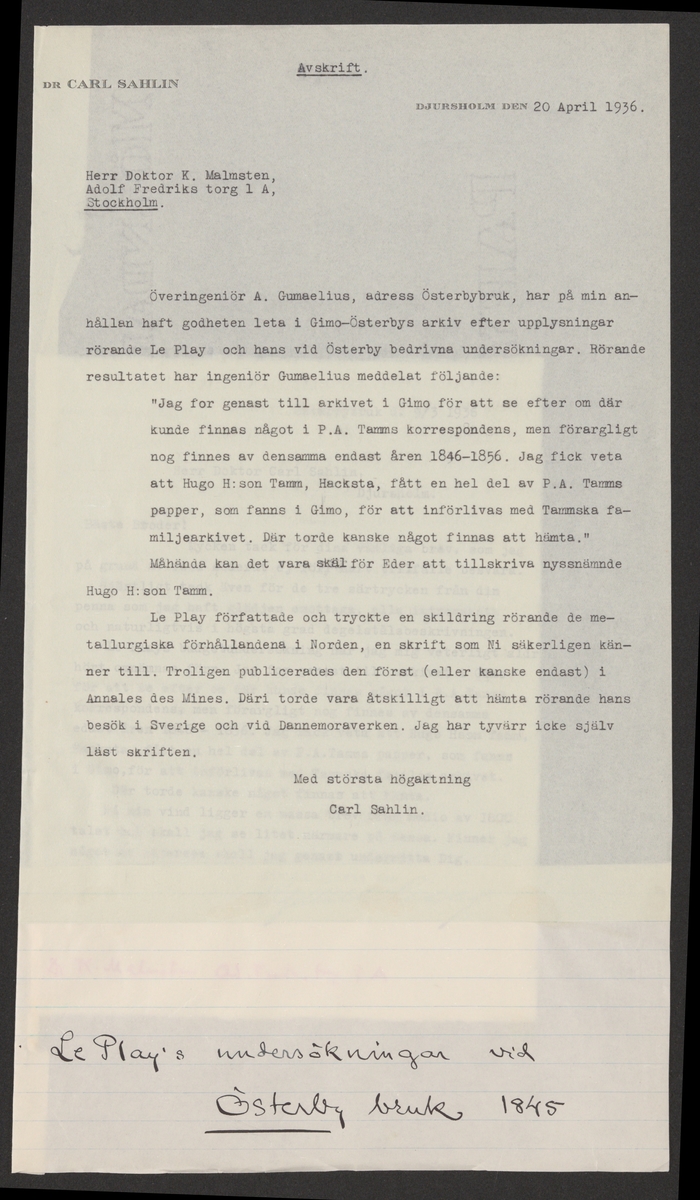 Avskrift.
DR CARL SAHLIN
DJURSHOLM DEN 20 April 1936.
Herr Doktor K. Malmsten,
Adolf Fredriks torg 1 A,
Stockholm.
Överingeniör A. Gumaelius, adress Österbybruk, har på min an-
hållan haft godheten leta i Gimo-Österbys arkiv efter upplysningar
rörande Le Play och hans vid Österby bedrivna undersökningar. Rörande
resultatet har ingeniör Gumaelius meddelat följande:
"Jag for genast till arkivet i Gimo för att se efter om där
kunde finnas något i P.A. Tamms korrespondens, men förargligt
nog finnes av densamma endast åren 1846-1856. Jag fick veta
att Hugo H:son Tamm, Hacksta, fått en hel del av P.A. Tamms
papper, som fanns i Gimo, för att införlivas med Tammska fa-
miljearkivet. Där torde kanske något finnas att hämta."
Måhända kan det vara skäl för Eder att tillskriva nyssnämnde
Hugo H:son Tamm.
Le Play författade och tryckte en skildring rörande de me-
tallurgiska förhållandena i Norden, en skrift som Ni säkerligen kän-
ner till. Troligen publicerades den först (eller kanske endast) i
Annales des Mines. Däri torde vara åtskilligt att hämta rörande hans
besök i Sverige och vid Dannemoraverken. Jag har tyvärr icke själv
läst skriften.
Med största högaktning
Carl Sahlin.
Le Play's undersökningar vid
Österby bruk 1845